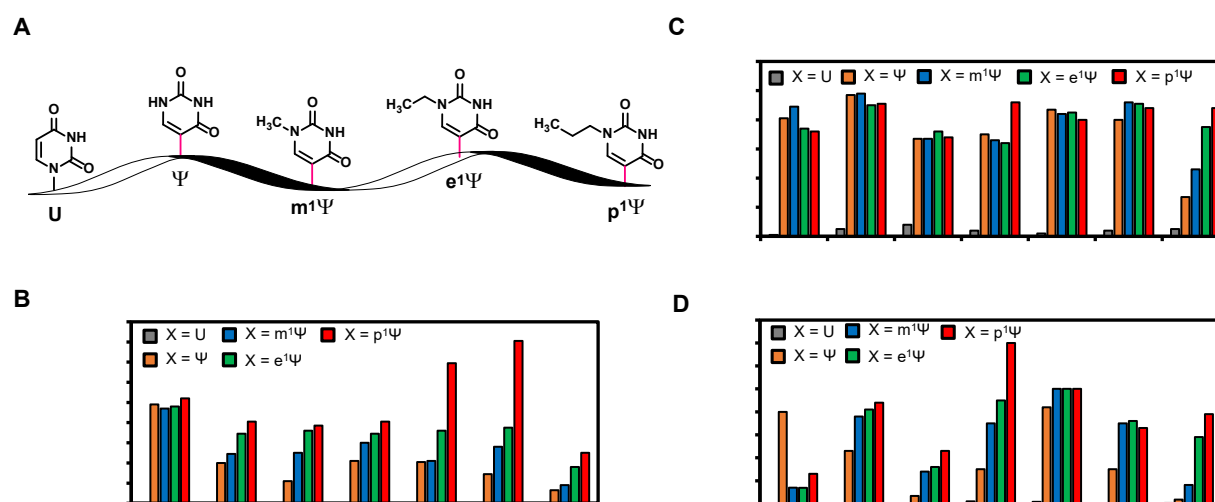 A
O
HN
NH
O
Ψ
O
NH
N
O
U
O
H₃C
N
NH
O
m¹Ψ
O
H₃C
N
NH
O
e¹Ψ
O
H₃C
N
NH
O
p¹Ψ
B
X = U
X = m¹Ψ
X = p¹Ψ
X = Ψ
X = e¹Ψ
C
X = U
X = Ψ
X = m¹Ψ
X = e¹Ψ
X = p¹Ψ
D
X = U
X = m¹Ψ
X = p¹Ψ
X = Ψ
X = e¹Ψ